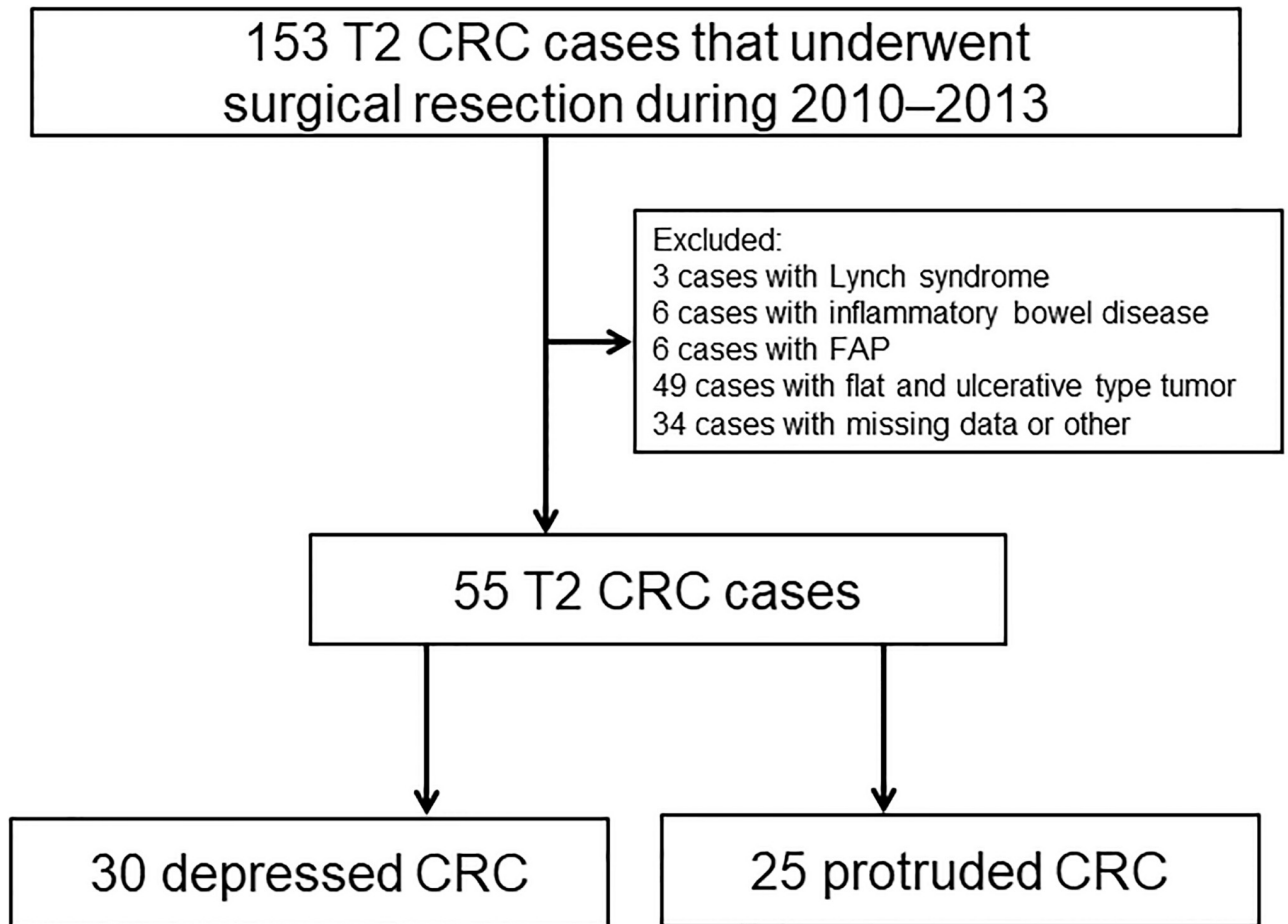 153 T2 CRC cases that underwent
surgical resection during 2010–2013
Excluded:
3 cases with Lynch syndrome
6 cases with inflammatory bowel disease
6 cases with FAP
49 cases with flat and ulcerative type tumor
34 cases with missing data or other
55 T2 CRC cases
30 depressed CRC
25 protruded CRC